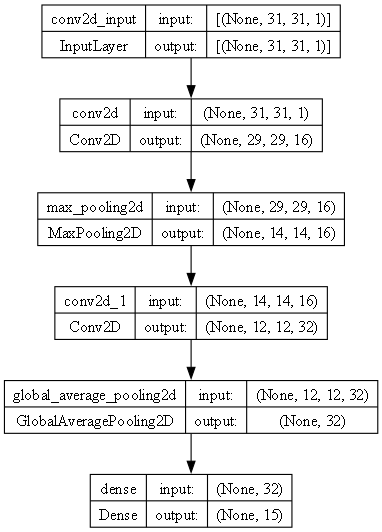 conv2d_input input: [(None, 31, 31, 1)]
InputLayer output: [(None, 31, 31, 1)]
conv2d input: (None, 31, 31, 1)
Conv2D output: (None, 29, 29, 16)
max_pooling2d input: (None, 29, 29, 16)
MaxPooling2D output: (None, 14, 14, 16)
conv2d_1 input: (None, 14, 14, 16)
Conv2D output: (None, 12, 12, 32)
global_average_pooling2d input: (None, 12, 12, 32)
GlobalAveragePooling2D output: (None, 32)
dense input: (None, 32)
Dense output: (None, 15)